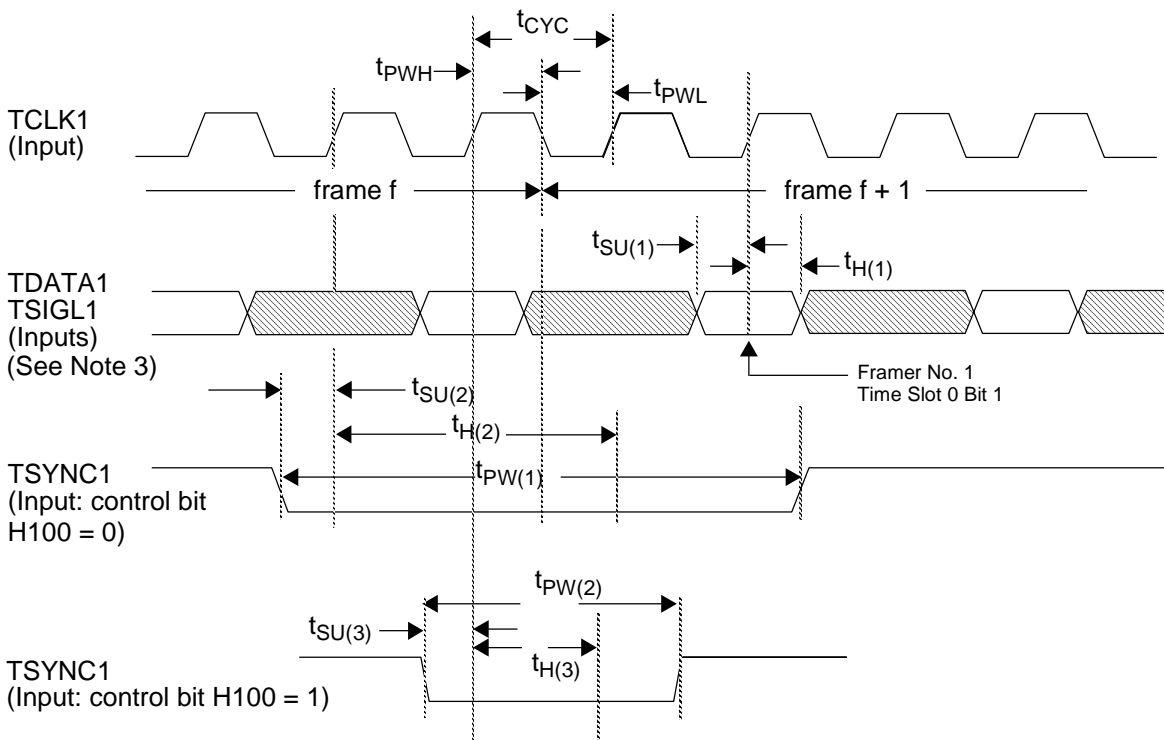 tCYC
tPWH
tPWL
TCLK1
(Input)
frame f
frame f + 1
tSU(1)
tH(1)
TDATA1
TSIGL1
(Inputs)
(See Note 3)
Framer No. 1
Time Slot 0 Bit 1
tSU(2)
tH(2)
TSYNC1
(Input: control bit
H100 = 0)
tPW(1)
tPW(2)
tSU(3)
tH(3)
TSYNC1
(Input: control bit H100 = 1)